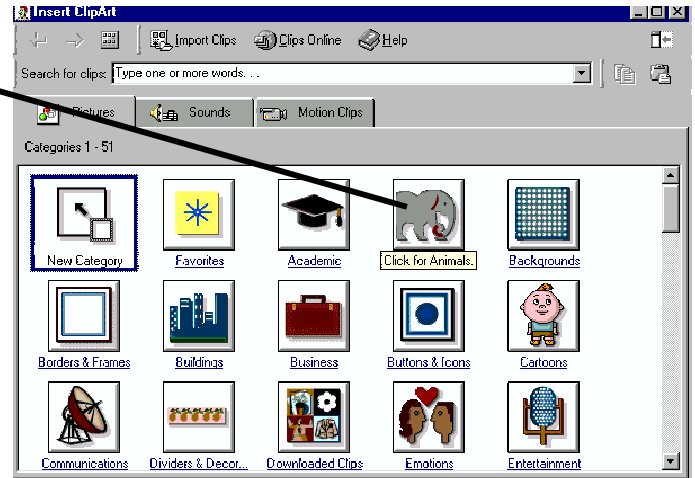 Insert ClipArt
Import Clips Clips Online Help
Search for clips: Type one or more words. . .
Pictures Sounds Motion Clips
Categories 1 - 51
New Category Favorites Academic Click for Animals. Backgrounds
Borders & Frames Buildings Business Buttons & Icons Cartoons
Communications Dividers & Decor... Downloaded Clips Emotions Entertainment